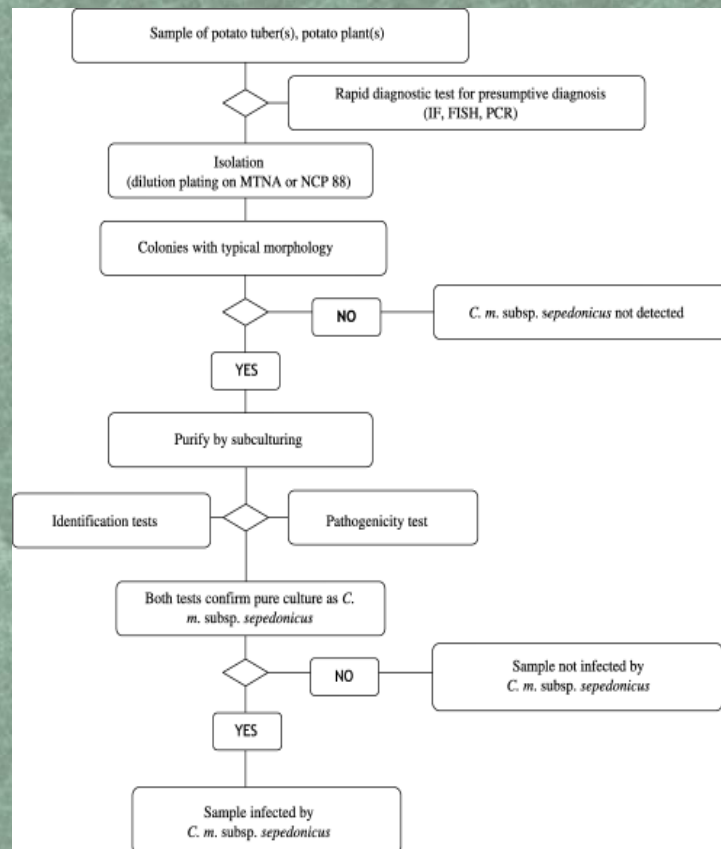 Sample of potato tuber(s), potato plant(s)
Rapid diagnostic test for presumptive diagnosis
(IF, FISH, PCR)
Isolation
(dilution plating on MTNA or NCP 88)
Colonies with typical morphology
NO
C. m. subsp. sepedonicus not detected
YES
Purify by subculturing
Identification tests
Pathogenicity test
Both tests confirm pure culture as C.
m. subsp. sepedonicus
NO
Sample not infected by
C. m. subsp. sepedonicus
YES
Sample infected by
C. m. subsp. sepedonicus